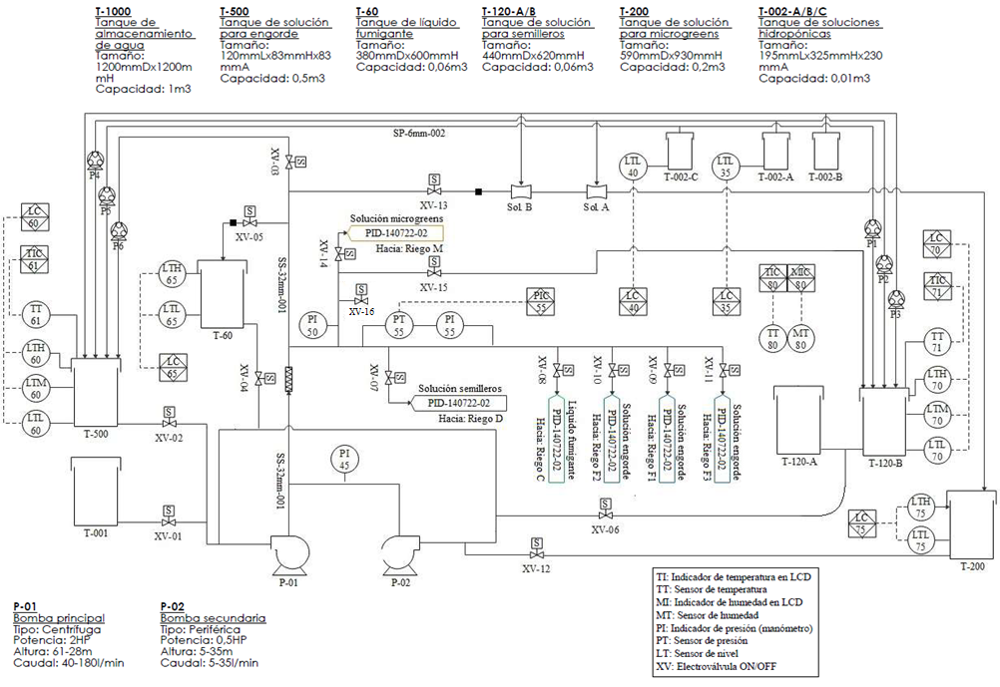 T-1000
Tanque de
almacenamiento
de agua
Tamaño:
1200mmDx1200m
mH
Capacidad: 1m3
T-500
Tanque de solución
para engorde
Tamaño:
120mmLx83mmHx83
mmA
Capacidad: 0,5m3
T-60
Tanque de líquido
fumigante
Tamaño:
380mmDx600mmH
Capacidad: 0,06m3
T-120-A/B
Tanque de solución
para semilleros
Tamaño:
440mmDx620mmH
Capacidad: 0,06m3
T-200
Tanque de solución
para microgreens
Tamaño:
590mmDx930mmH
Capacidad: 0,2m3
T-002-A/B/C
Tanque de soluciones
hidropónicas
Tamaño:
195mmLx325mmHx230
mmA
Capacidad: 0,01m3
SP-6mm-002
P4
P5
P6
XV-03
S
LTL
40
T-002-C
LTL
35
T-002-A
T-002-B
S
XV-13
Sol. B
Sol. A
LC
60
TIC
61
S
XV-05
Solución microgreens
PID-140722-02
Hacia: Riego M
XV-14
S
S
XV-15
P1
P2
P3
LC
70
TIC
71
LTH
65
LTL
65
T-60
LC
65
SS-32mm-001
S
XV-16
PIC
55
LC
40
LC
35
TIC
80
MIC
80
TT
80
MT
80
TT
61
LTH
60
LTM
60
LTL
60
T-500
PI
50
PT
55
PI
55
TT
71
LTH
70
LTM
70
LTL
70
XV-04
S
XV-07
S
Solución semilleros
PID-140722-02
Hacia: Riego D
XV-08
S
XV-10
S
XV-09
S
XV-11
S
Líquido fumigante
PID-140722-02
Hacia: Riego C
Solución engorde
PID-140722-02
Hacia: Riego F2
Solución engorde
PID-140722-02
Hacia: Riego F1
Solución engorde
PID-140722-02
Hacia: Riego F3
T-120-A
T-120-B
S
XV-02
T-001
S
XV-01
SS-32mm-001
PI
45
P-01
P-02
S
XV-06
S
XV-12
LC
75
LTH
75
LTL
75
T-200
P-01
Bomba principal
Tipo: Centrífuga
Potencia: 2HP
Altura: 61-28m
Caudal: 40-180l/min
P-02
Bomba secundaria
Tipo: Periférica
Potencia: 0,5HP
Altura: 5-35m
Caudal: 5-35l/min
TI: Indicador de temperatura en LCD
TT: Sensor de temperatura
MI: Indicador de humedad en LCD
MT: Sensor de humedad
PI: Indicador de presión (manómetro)
PT: Sensor de presión
LT: Sensor de nivel
XV: Electroválvula ON/OFF